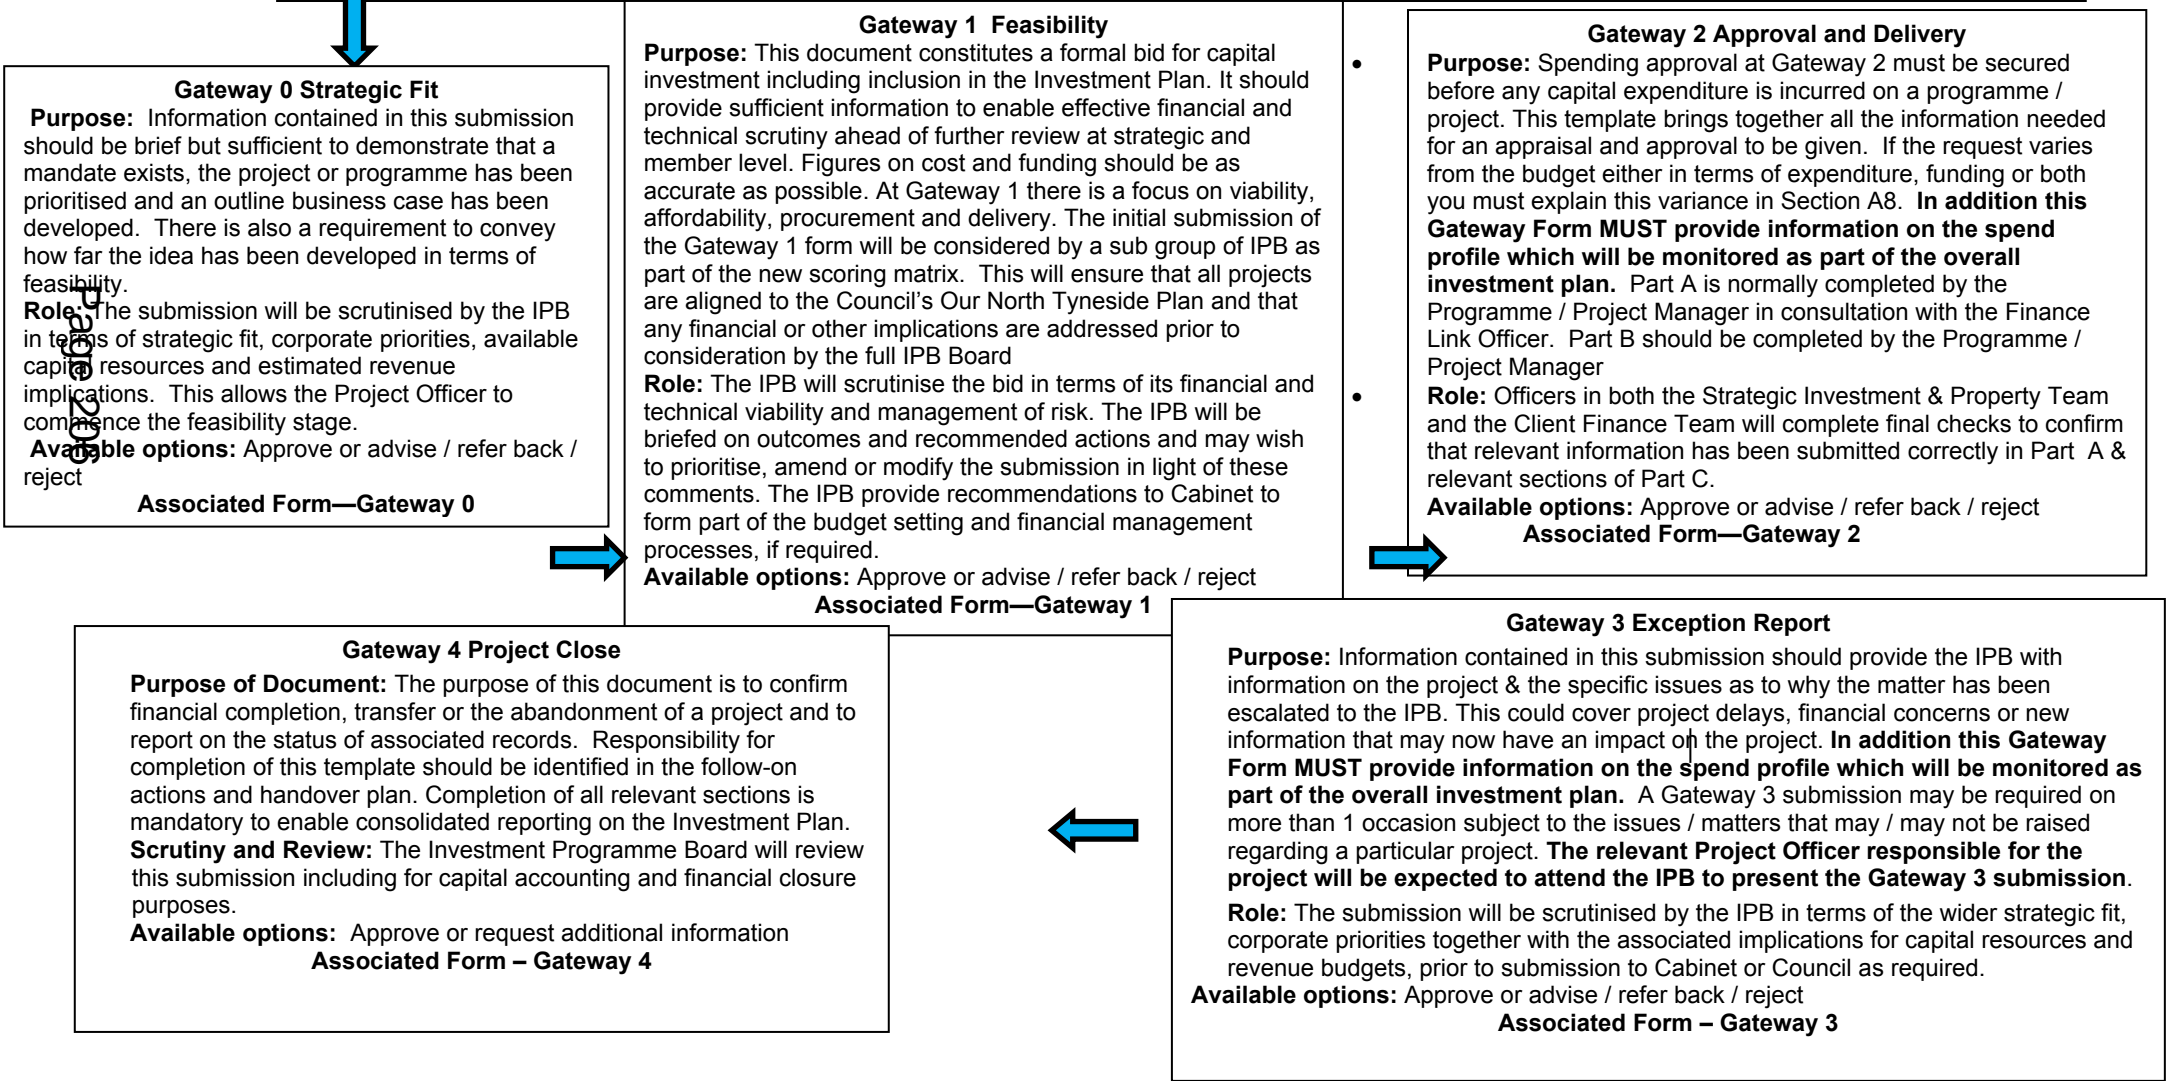 Gateway 0 Strategic Fit
Purpose: Information contained in this submission
should be brief but sufficient to demonstrate that a
mandate exists, the project or programme has been
prioritised and an outline business case has been
developed. There is also a requirement to convey
how far the idea has been developed in terms of
feasibility.
Role: The submission will be scrutinised by the IPB
in terms of strategic fit, corporate priorities, available
capital resources and estimated revenue
implications. This allows the Project Officer to
commence the feasibility stage.
Available options: Approve or advise / refer back /
reject
Associated Form—Gateway 0
Page 206
Gateway 1 Feasibility
Purpose: This document constitutes a formal bid for capital
investment including inclusion in the Investment Plan. It should
provide sufficient information to enable effective financial and
technical scrutiny ahead of further review at strategic and
member level. Figures on cost and funding should be as
accurate as possible. At Gateway 1 there is a focus on viability,
affordability, procurement and delivery. The initial submission of
the Gateway 1 form will be considered by a sub group of IPB as
part of the new scoring matrix. This will ensure that all projects
are aligned to the Council's Our North Tyneside Plan and that
any financial or other implications are addressed prior to
consideration by the full IPB Board
Role: The IPB will scrutinise the bid in terms of its financial and
technical viability and management of risk. The IPB will be
briefed on outcomes and recommended actions and may wish
to prioritise, amend or modify the submission in light of these
comments. The IPB provide recommendations to Cabinet to
form part of the budget setting and financial management
processes, if required.
Available options: Approve or advise / refer back / reject
Associated Form—Gateway 1
Gateway 2 Approval and Delivery
• Purpose: Spending approval at Gateway 2 must be secured
before any capital expenditure is incurred on a programme /
project. This template brings together all the information needed
for an appraisal and approval to be given. If the request varies
from the budget either in terms of expenditure, funding or both
you must explain this variance in Section A8. In addition this
Gateway Form MUST provide information on the spend
profile which will be monitored as part of the overall
investment plan. Part A is normally completed by the
Programme / Project Manager in consultation with the Finance
Link Officer. Part B should be completed by the Programme /
Project Manager
• Role: Officers in both the Strategic Investment & Property Team
and the Client Finance Team will complete final checks to confirm
that relevant information has been submitted correctly in Part A &
relevant sections of Part C.
Available options: Approve or advise / refer back / reject
Associated Form—Gateway 2
Gateway 3 Exception Report
Purpose: Information contained in this submission should provide the IPB with
information on the project & the specific issues as to why the matter has been
escalated to the IPB. This could cover project delays, financial concerns or new
information that may now have an impact on the project. In addition this Gateway
Form MUST provide information on the spend profile which will be monitored as
part of the overall investment plan. A Gateway 3 submission may be required on
more than 1 occasion subject to the issues / matters that may / may not be raised
regarding a particular project. The relevant Project Officer responsible for the
project will be expected to attend the IPB to present the Gateway 3 submission.
Role: The submission will be scrutinised by the IPB in terms of the wider strategic fit,
corporate priorities together with the associated implications for capital resources and
revenue budgets, prior to submission to Cabinet or Council as required.
Available options: Approve or advise / refer back / reject
Associated Form – Gateway 3
Gateway 4 Project Close
Purpose of Document: The purpose of this document is to confirm
financial completion, transfer or the abandonment of a project and to
report on the status of associated records. Responsibility for
completion of this template should be identified in the follow-on
actions and handover plan. Completion of all relevant sections is
mandatory to enable consolidated reporting on the Investment Plan.
Scrutiny and Review: The Investment Programme Board will review
this submission including for capital accounting and financial closure
purposes.
Available options: Approve or request additional information
Associated Form – Gateway 4